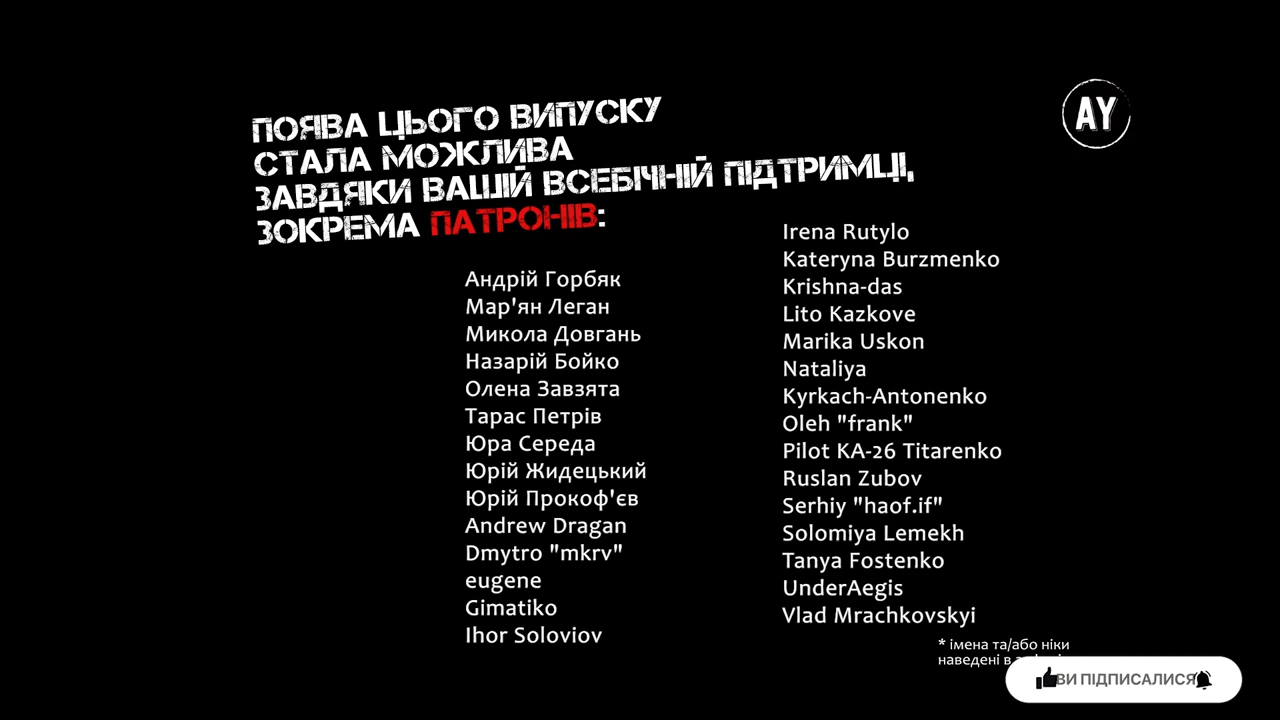 ПОЯВА ЦЬОГО ВИПУСКУ
СТАЛА МОЖЛИВА
ЗАВДЯКИ ВАШІЙ ВСЕБІЧНІЙ ПІДТРИМЦІ,
ЗОКРЕМА ПАТРОНІВ:
AY
Андрій Горбяк
Мар'ян Леган
Микола Довгань
Назарій Бойко
Олена Завзята
Тарас Петрів
Юра Середа
Юрій Жидецький
Юрій Прокоф'єв
Andrew Dragan
Dmytro "mkrv"
eugene
Gimatiko
Ihor Soloviov
Irena Rutylo
Kateryna Burzmenko
Krishna-das
Lito Kazkove
Marika Uskon
Nataliya
Kyrkach-Antonenko
Oleh "frank"
Pilot KA-26 Titarenko
Ruslan Zubov
Serhiy "haof.if"
Solomiya Lemekh
Tanya Fostenko
UnderAegis
Vlad Mrachkovskyi
* імена та/або ніки
наведені в
ВИ ПІДПИСАЛИСЯ